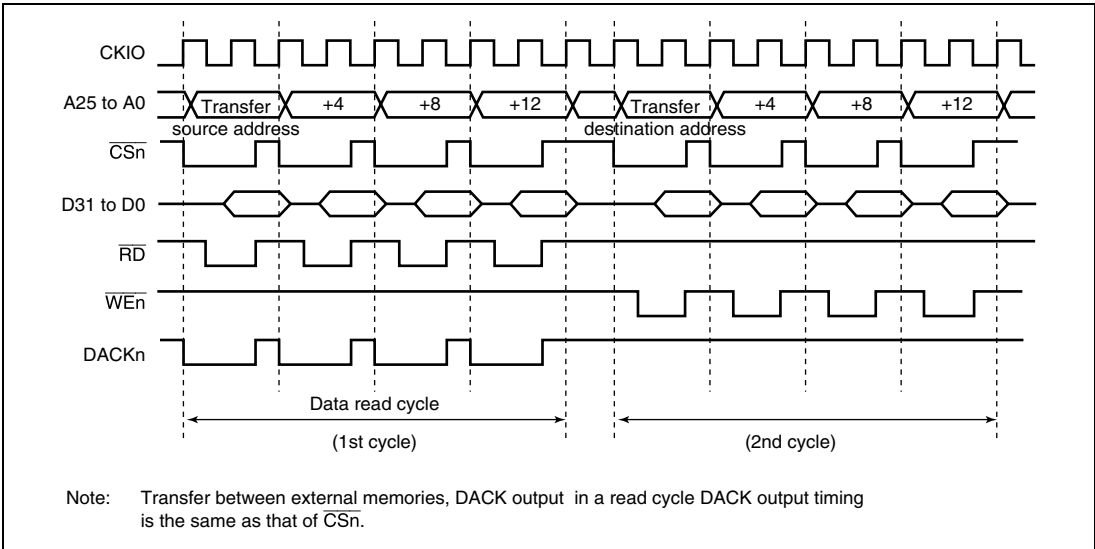 CKIO
A25 to A0 Transfer +4 +8 +12 Transfer +4 +8 +12
source address destination address
CSn
D31 to D0
RD
WEn
DACKn
Data read cycle
(1st cycle) (2nd cycle)
Note: Transfer between external memories, DACK output in a read cycle DACK output timing
is the same as that of CSn.